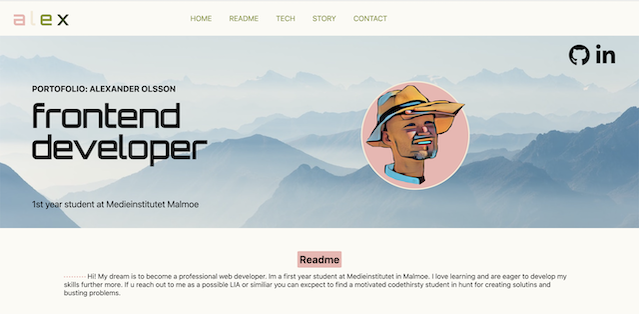 alex
HOME README TECH STORY CONTACT
in
PORTOFOLIO: ALEXANDER OLSSON
frontend
developer
1st year student at Medieinstitutet Malmoe
Readme
--------- Hi! My dream is to become a professional web developer. Im a first year student at Medieinstitutet in Malmoe. I love learning and are eager to develop my
skills further more. If u reach out to me as a possible LIA or similiar you can excpect to find a motivated codethirsty student in hunt for creating solutins and
busting problems.